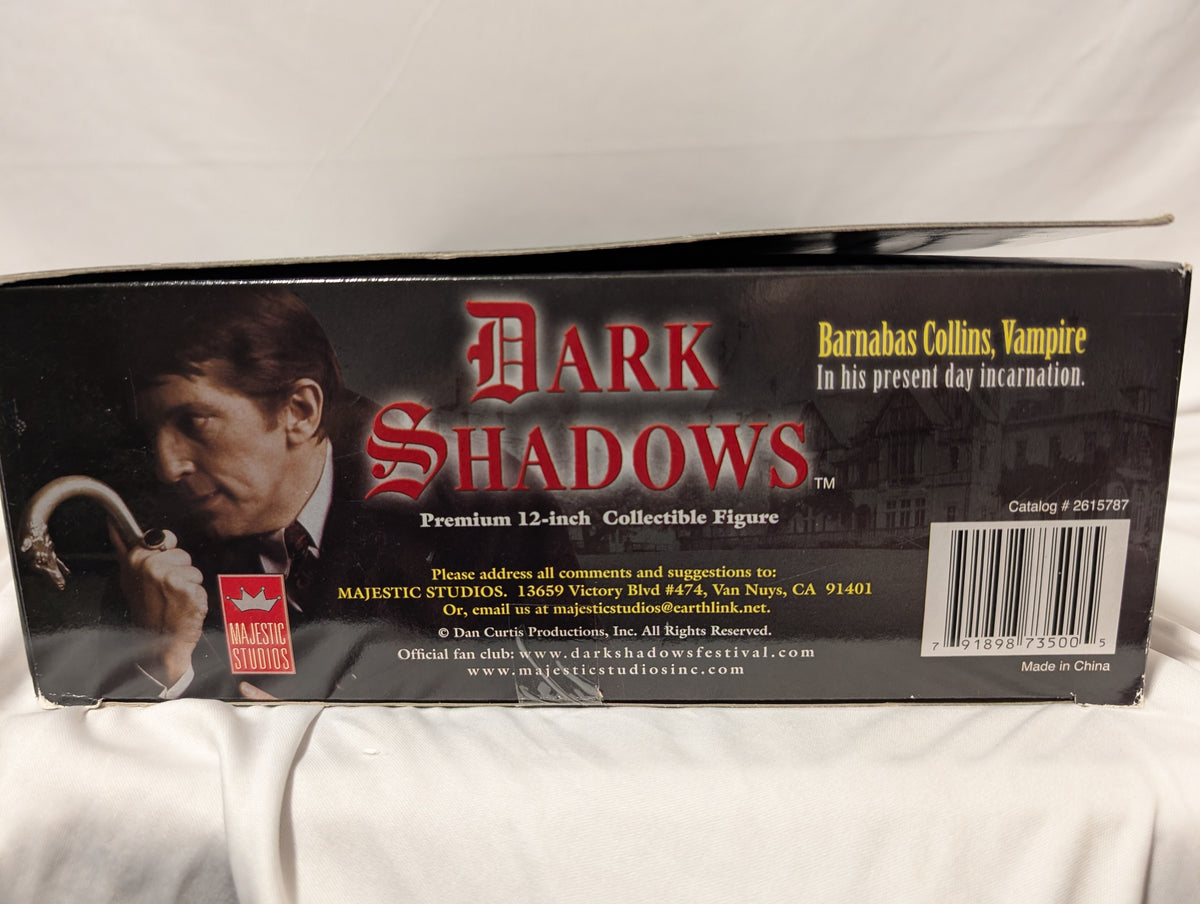 DARK
SHADOWS™
Premium 12-inch Collectible Figure
Barnabas Collins, Vampire
In his present day incarnation.
Please address all comments and suggestions to:
MAJESTIC STUDIOS. 13659 Victory Blvd #474, Van Nuys, CA 91401
Or, email us at majesticstudios@earthlink.net.
© Dan Curtis Productions, Inc. All Rights Reserved.
Official fan club: www.darkshadowsfestival.com
www.majesticstudiosinc.com
MAJESTIC
STUDIOS
Catalog # 2615787
7 91898 73500 5
Made in China